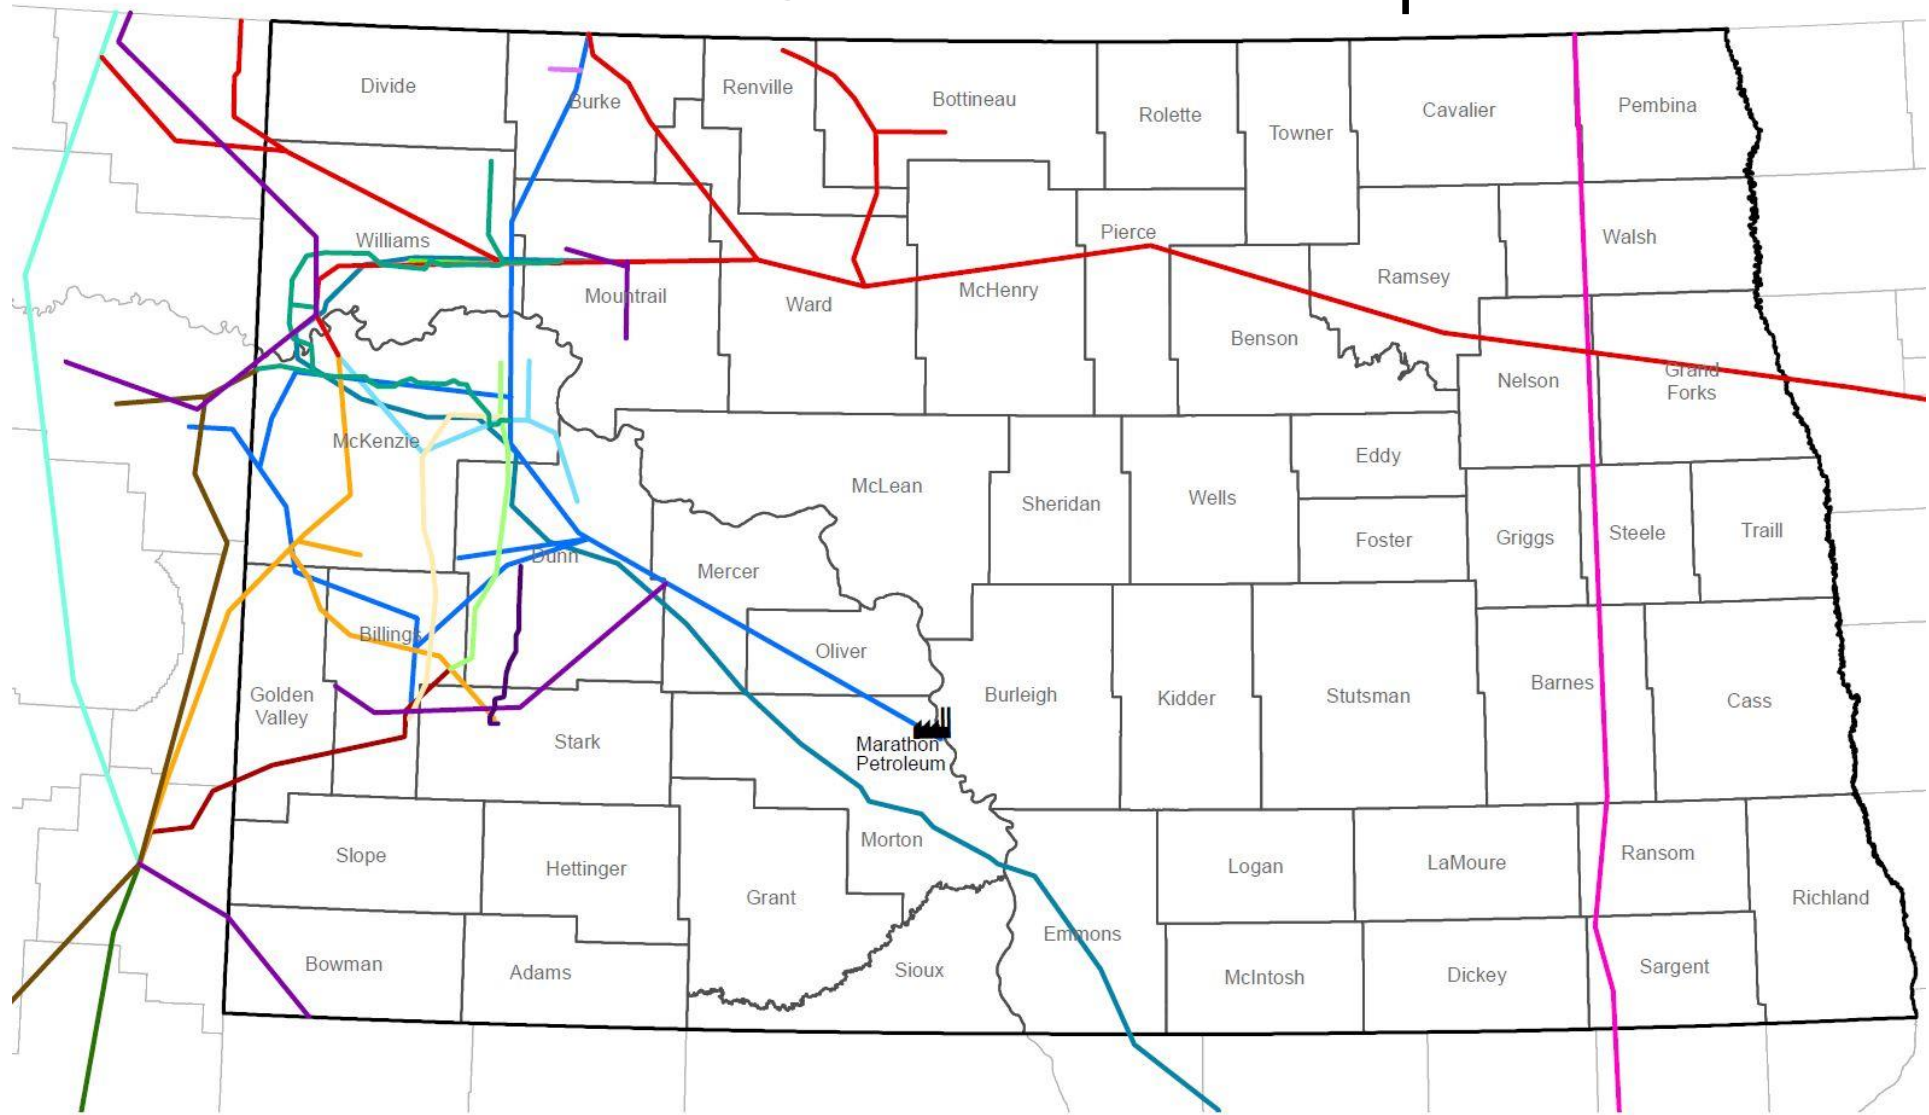 Divide
Burke
Renville
Bottineau
Rolette
Towner
Cavalier
Pembina
Williams
Mountrail
Ward
McHenry
Pierce
Benson
Ramsey
Walsh
Nelson
Grand
Forks
McKenzie
McLean
Sheridan
Wells
Eddy
Foster
Griggs
Steele
Traill
Dunn
Mercer
Billings
Oliver
Golden
Valley
Stark
Burleigh
Kidder
Stutsman
Barnes
Cass
Marathon
Petroleum
Slope
Hettinger
Grant
Morton
Logan
LaMoure
Ransom
Richland
Bowman
Adams
Sioux
Emmons
McIntosh
Dickey
Sargent